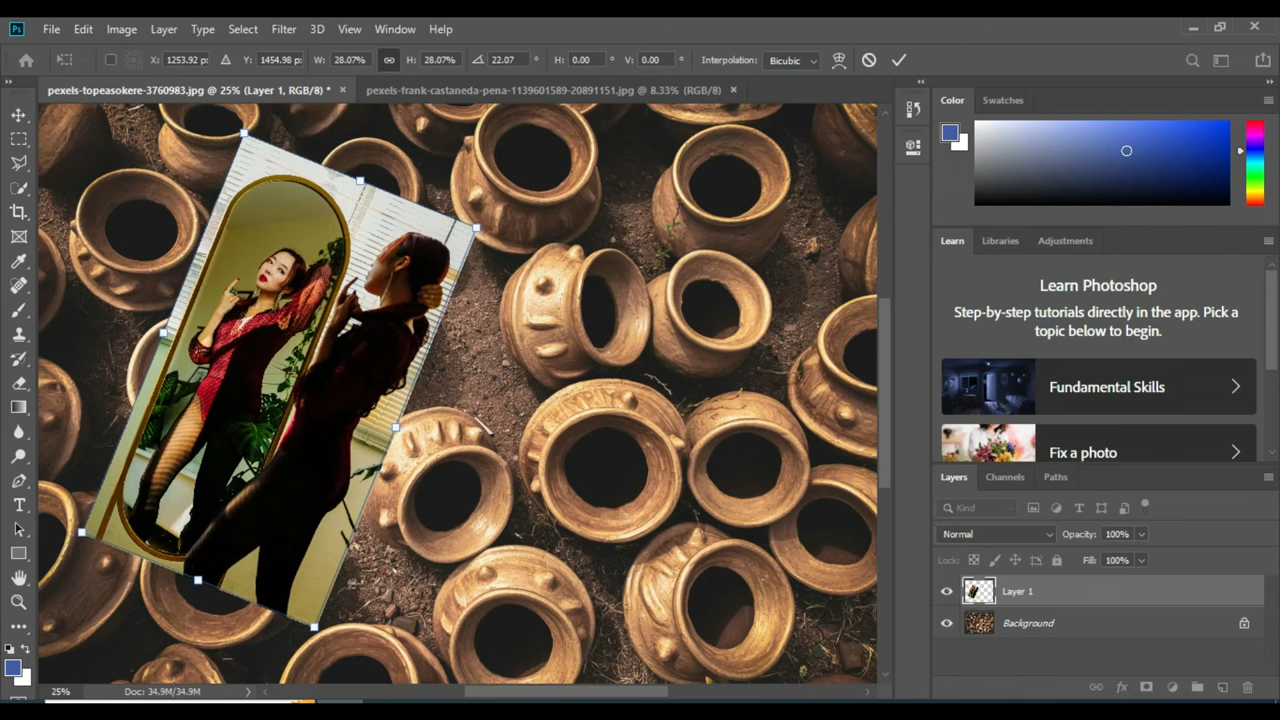 Ps File Edit Image Layer Type Select Filter 3D View Window Help
X: 1253.92 p: Y: 1454.98 p: W: 28.07% H: 28.07% 22.07 ° H: 0.00 ° V: 0.00 ° Interpolation: Bicubic
pexels-topeasokere-3760983.jpg @ 25% (Layer 1, RGB/8) * × pexels-frank-castaneda-pena-1139601589-20891151.jpg @ 8.33% (RGB/8) ×
Color Swatches
Learn Libraries Adjustments
Learn Photoshop
Step-by-step tutorials directly in the app. Pick a
topic below to begin.
Fundamental Skills
Fix a photo
Layers Channels Paths
Kind
Normal Opacity: 100%
Lock: Fill: 100%
Layer 1
Background
25% Doc: 34.9M/34.9M